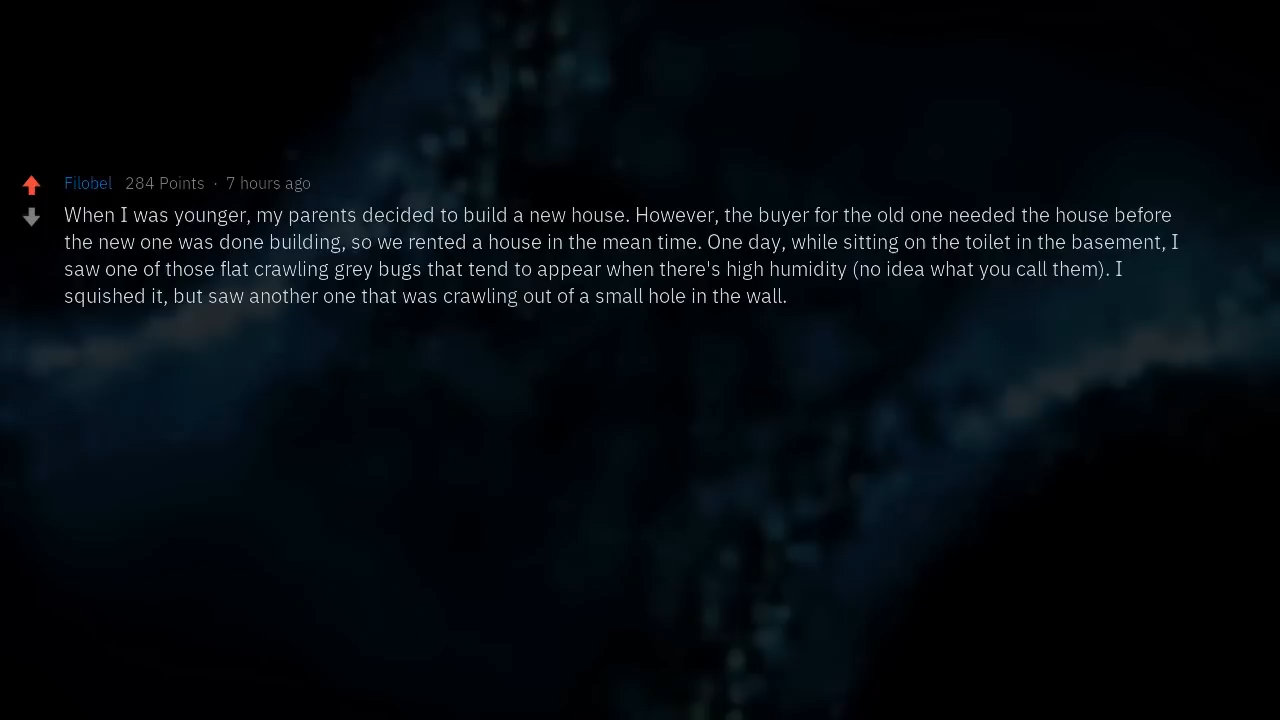 Filobel 284 Points · 7 hours ago
When I was younger, my parents decided to build a new house. However, the buyer for the old one needed the house before
the new one was done building, so we rented a house in the mean time. One day, while sitting on the toilet in the basement, I
saw one of those flat crawling grey bugs that tend to appear when there's high humidity (no idea what you call them). I
squished it, but saw another one that was crawling out of a small hole in the wall.